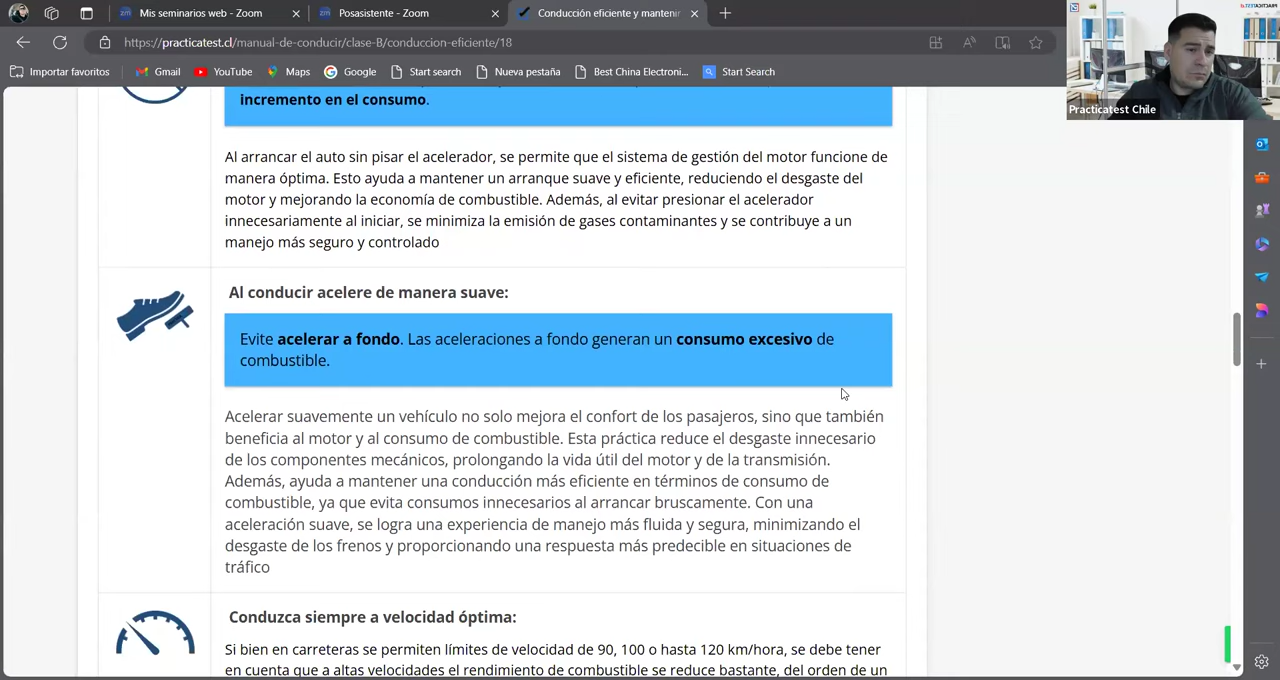 Mis seminarios web - Zoom
Posasistente - Zoom
Conducción eficiente y mantenir
https://practicatest.cl/manual-de-conducir/clase-B/conduccion-eficiente/18
Importar favoritos
Gmail
YouTube
Maps
Google
Start search
Nueva pestaña
Best China Electroni...
Start Search
Practicatest Chile
incremento en el consumo.
Al arrancar el auto sin pisar el acelerador, se permite que el sistema de gestión del motor funcione de
manera óptima. Esto ayuda a mantener un arranque suave y eficiente, reduciendo el desgaste del
motor y mejorando la economía de combustible. Además, al evitar presionar el acelerador
innecesariamente al iniciar, se minimiza la emisión de gases contaminantes y se contribuye a un
manejo más seguro y controlado
Al conducir acelere de manera suave:
Evite acelerar a fondo. Las aceleraciones a fondo generan un consumo excesivo de
combustible.
Acelerar suavemente un vehículo no solo mejora el confort de los pasajeros, sino que también
beneficia al motor y al consumo de combustible. Esta práctica reduce el desgaste innecesario
de los componentes mecánicos, prolongando la vida útil del motor y de la transmisión.
Además, ayuda a mantener una conducción más eficiente en términos de consumo de
combustible, ya que evita consumos innecesarios al arrancar bruscamente. Con una
aceleración suave, se logra una experiencia de manejo más fluida y segura, minimizando el
desgaste de los frenos y proporcionando una respuesta más predecible en situaciones de
tráfico
Conduzca siempre a velocidad óptima:
Si bien en carreteras se permiten límites de velocidad de 90, 100 o hasta 120 km/hora, se debe tener
en cuenta que a altas velocidades el rendimiento de combustible se reduce bastante, del orden de un